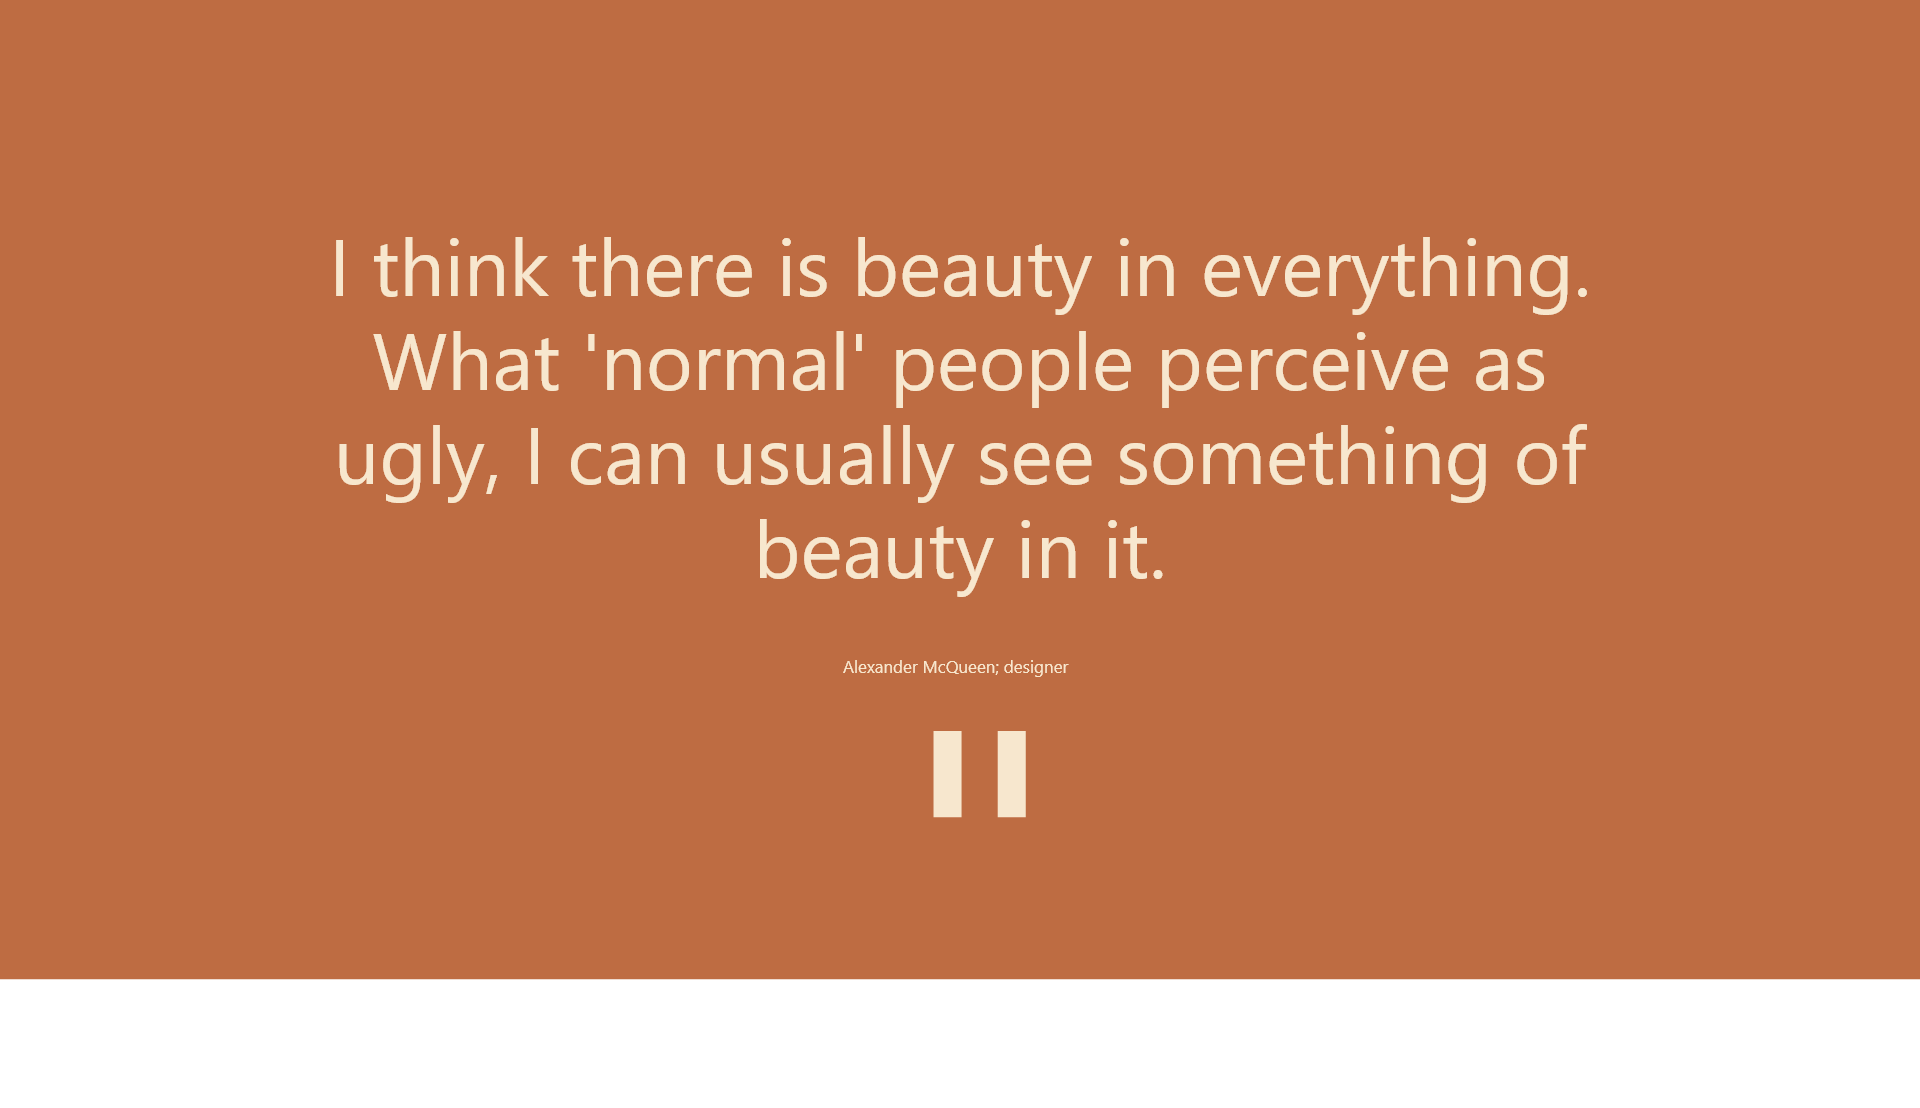 I think there is beauty in everything.
What 'normal' people perceive as
ugly, I can usually see something of
beauty in it.
Alexander McQueen; designer
"